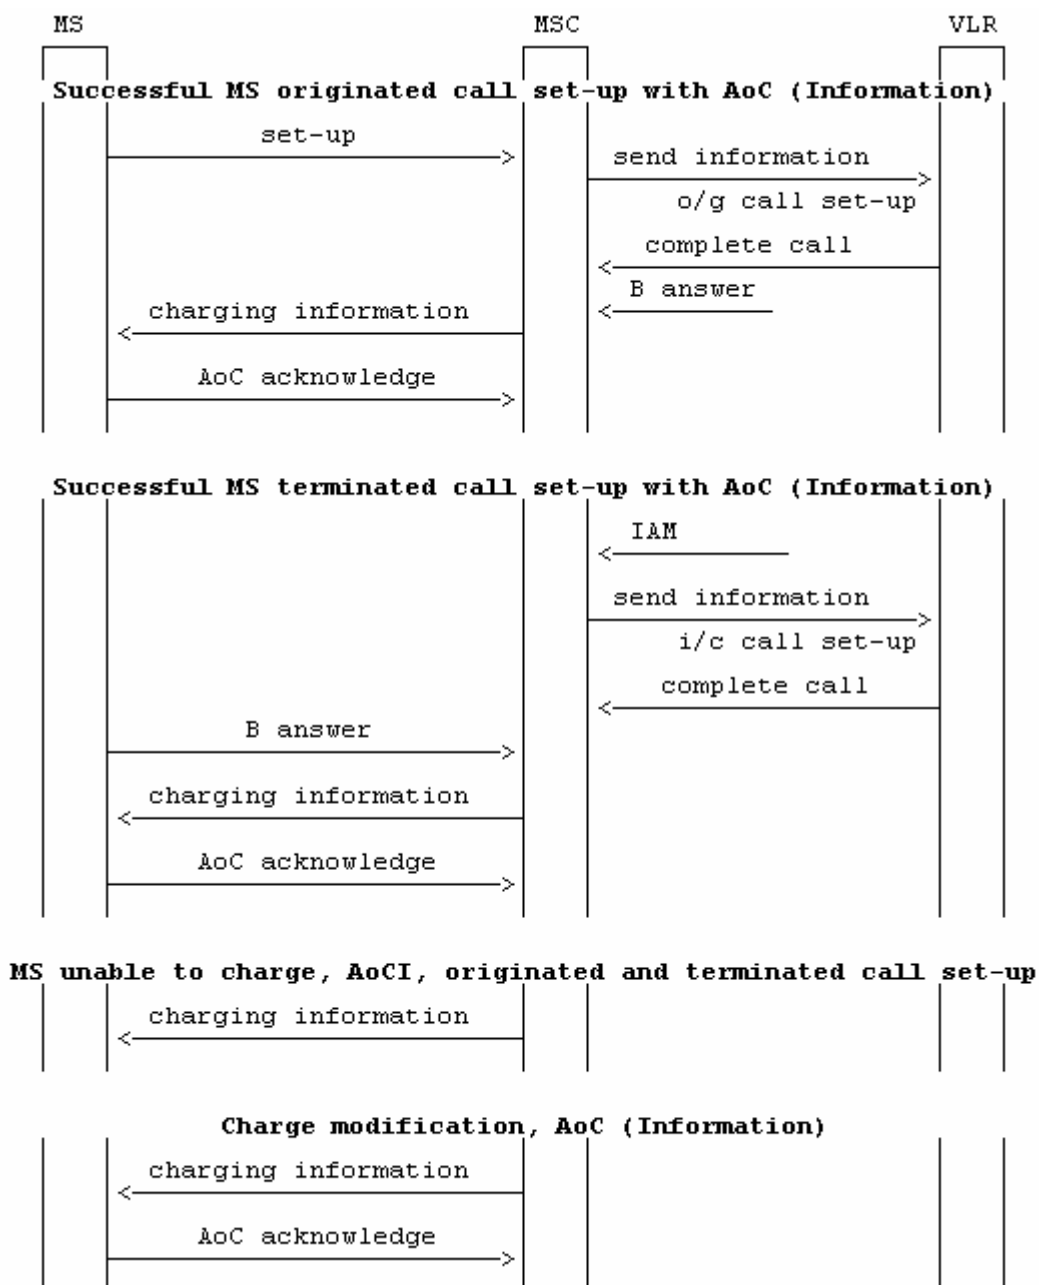 MS MSC VLR
Successful MS originated call set-up with AoC (Information)
set-up
send information
o/g call set-up
complete call
B answer
charging information
AoC acknowledge
Successful MS terminated call set-up with AoC (Information)
IAM
send information
i/c call set-up
complete call
B answer
charging information
AoC acknowledge
MS unable to charge, AoCI, originated and terminated call set-up
charging information
Charge modification, AoC (Information)
charging information
AoC acknowledge